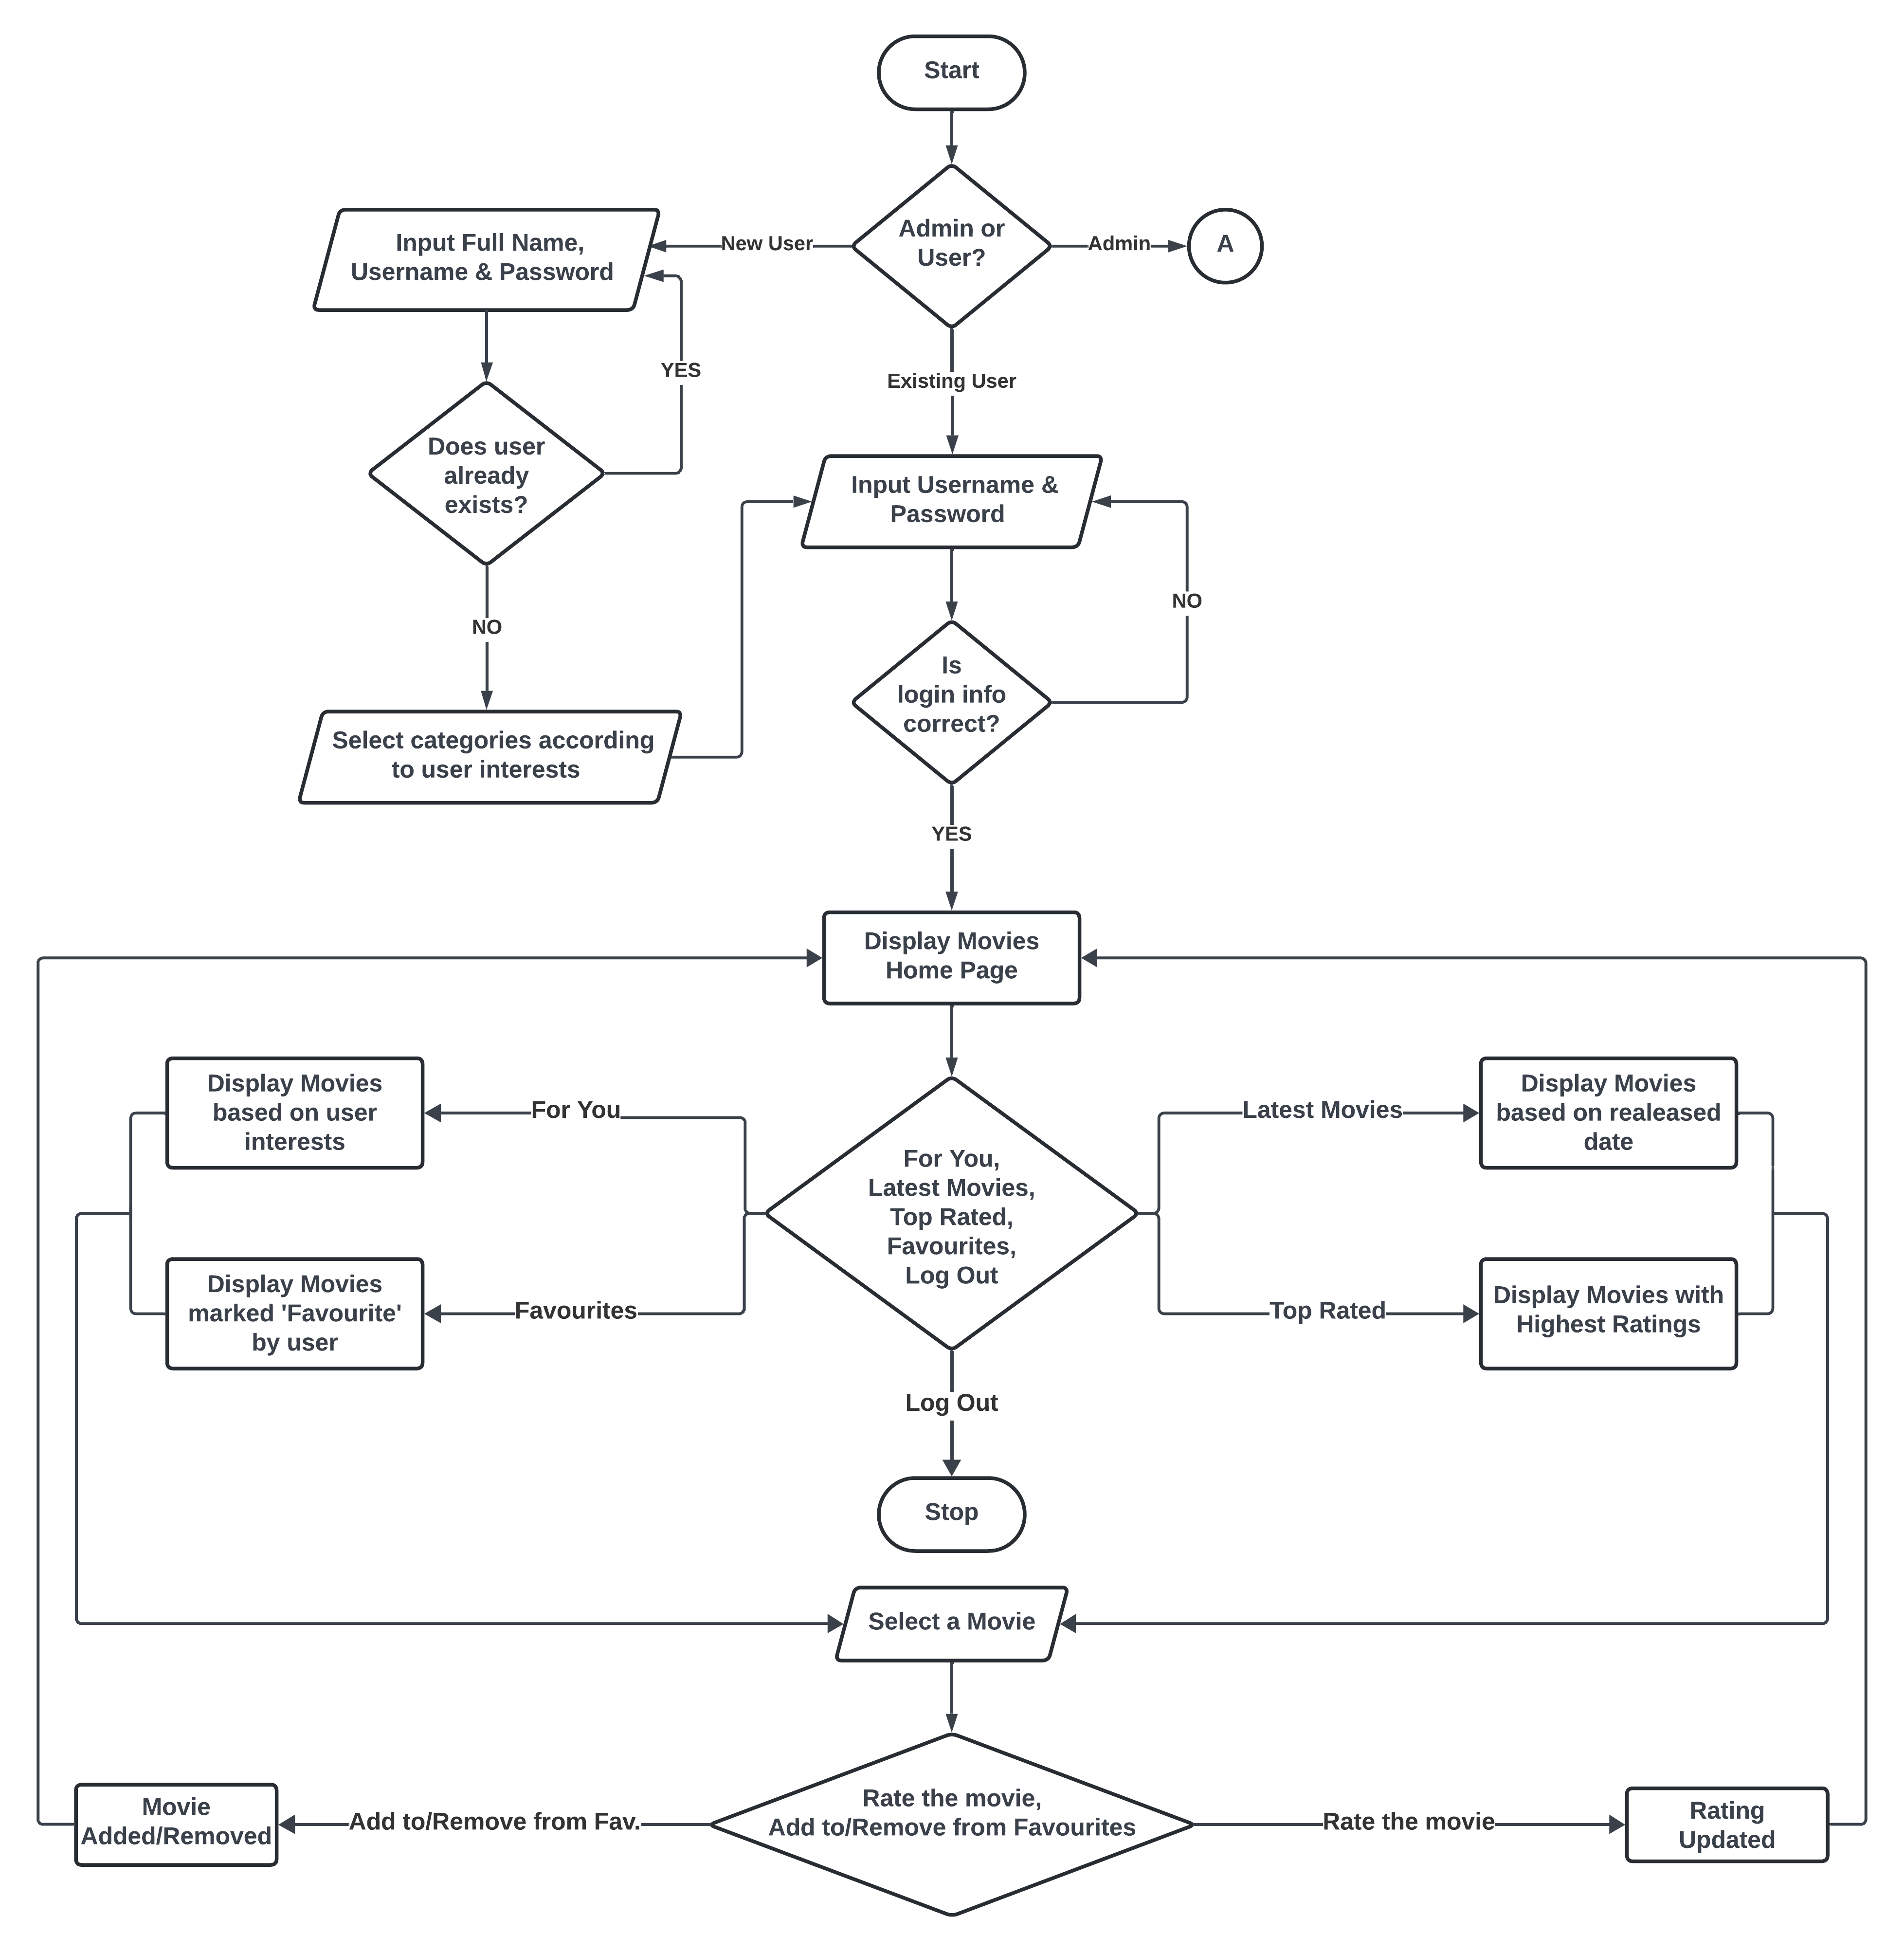 Start
Admin or
User?
New User
Admin
A
Input Full Name,
Username & Password
YES
Existing User
Does user
already
exists?
Input Username &
Password
NO
NO
Is
login info
correct?
Select categories according
to user interests
YES
Display Movies
Home Page
Display Movies
based on user
interests
For You
Latest Movies
Display Movies
based on realeased
date
For You,
Latest Movies,
Top Rated,
Favourites,
Log Out
Display Movies
marked 'Favourite'
by user
Favourites
Top Rated
Display Movies with
Highest Ratings
Log Out
Stop
Select a Movie
Movie
Added/Removed
Add to/Remove from Fav.
Rate the movie,
Add to/Remove from Favourites
Rate the movie
Rating
Updated